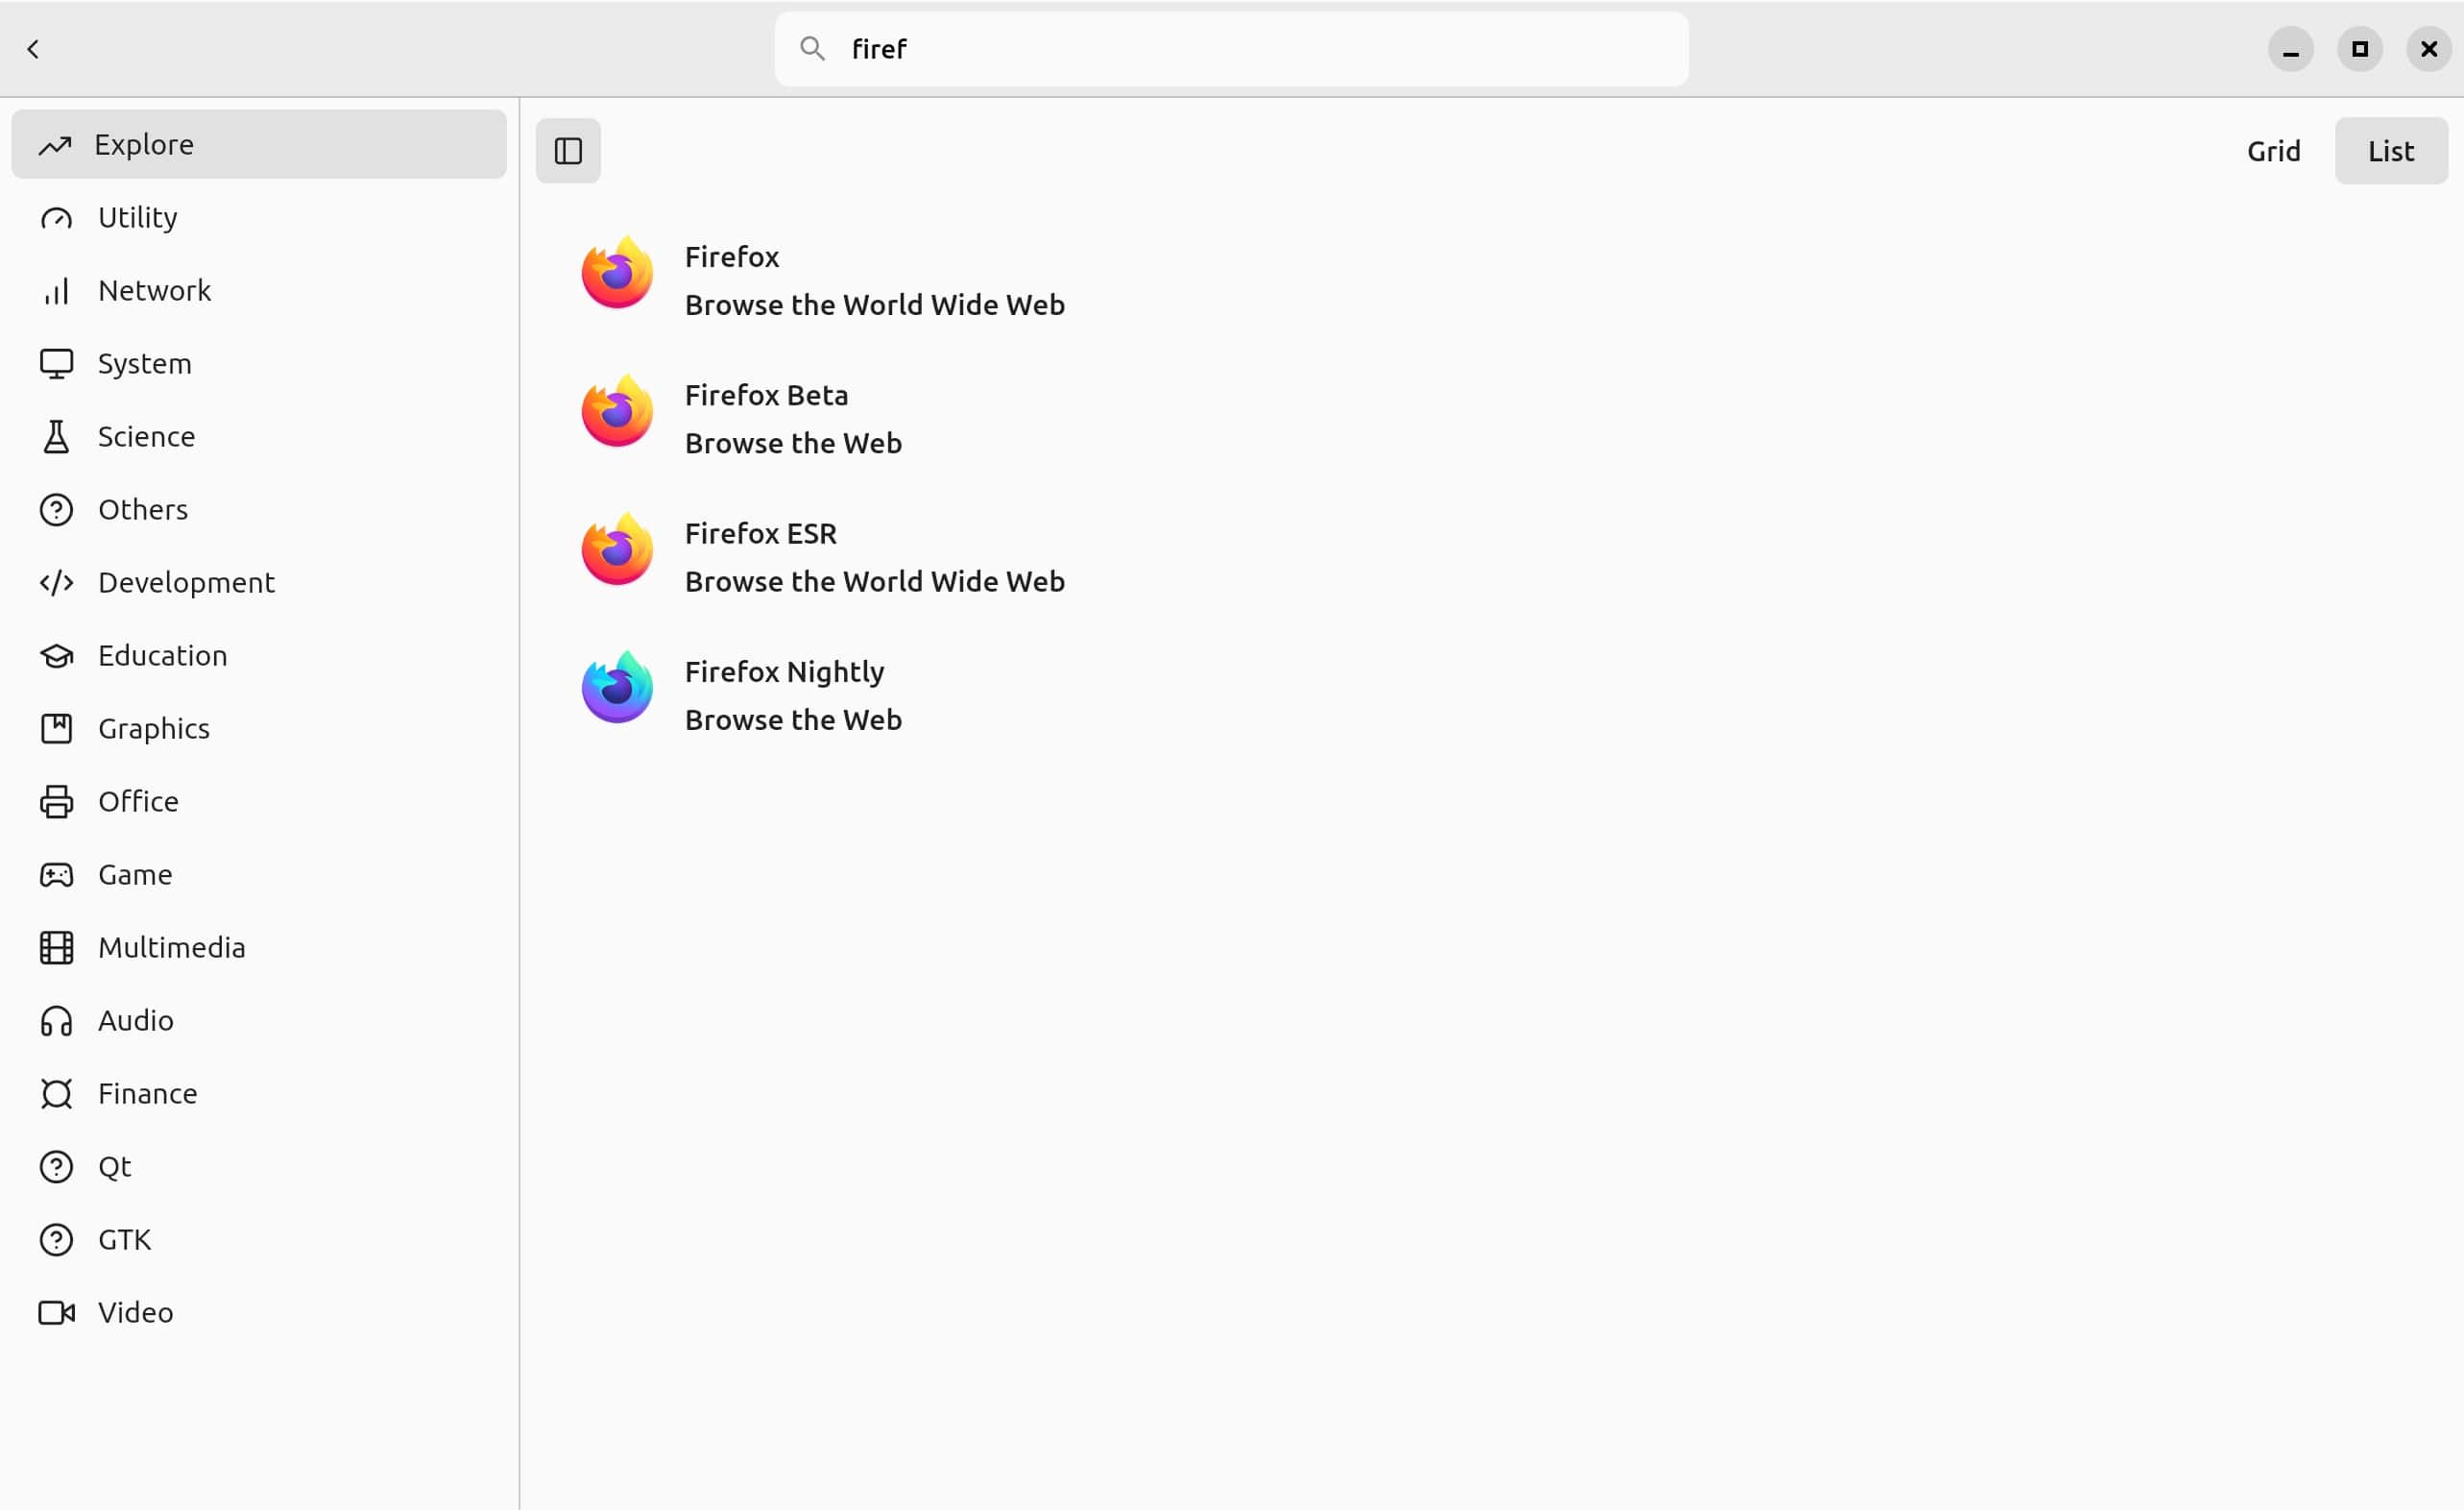 firef
Explore
Utility
Network
System
Science
Others
Development
Education
Graphics
Office
Game
Multimedia
Audio
Finance
Qt
GTK
Video
Grid
List
Firefox
Browse the World Wide Web
Firefox Beta
Browse the Web
Firefox ESR
Browse the World Wide Web
Firefox Nightly
Browse the Web